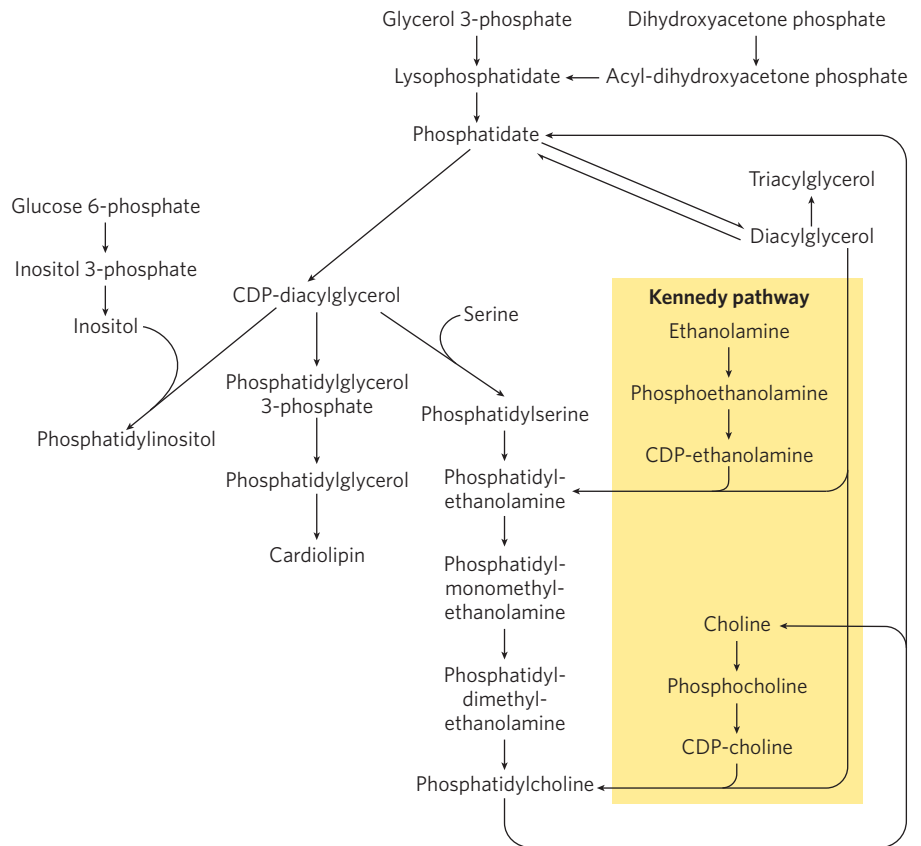 Glycerol 3-phosphate
Dihydroxyacetone phosphate
Lysophosphatidate
Acyl-dihydroxyacetone phosphate
Phosphatidate
Triacylglycerol
Glucose 6-phosphate
Diacylglycerol
Inositol 3-phosphate
CDP-diacylglycerol
Kennedy pathway
Inositol
Serine
Ethanolamine
Phosphatidylglycerol
3-phosphate
Phosphoethanolamine
Phosphatidylinositol
Phosphatidylserine
CDP-ethanolamine
Phosphatidylglycerol
Phosphatidyl-
ethanolamine
Cardiolipin
Phosphatidyl-
monomethyl-
ethanolamine
Choline
Phosphatidyl-
dimethyl-
ethanolamine
Phosphocholine
CDP-choline
Phosphatidylcholine